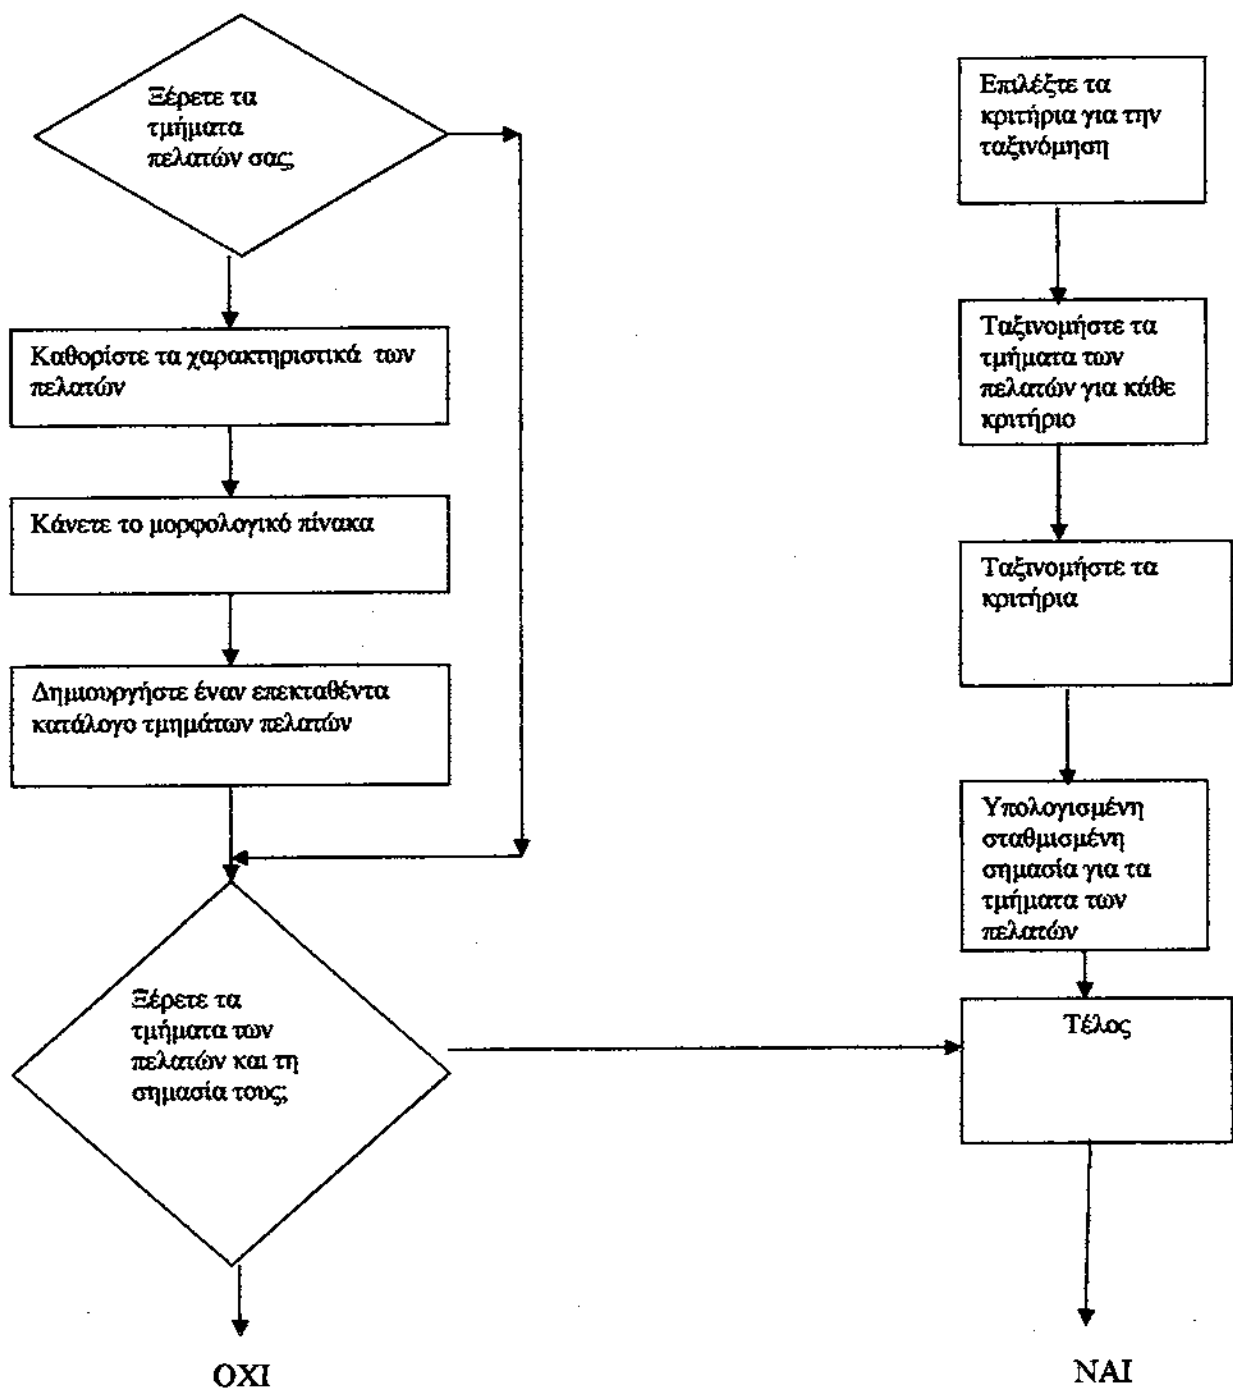 Ξέρετε τα
τμήματα
πελατών σας;
Καθορίστε τα χαρακτηριστικά των
πελατών
Κάνετε το μορφολογικό πίνακα
Δημιουργήστε έναν επεκταθέντα
κατάλογο τμημάτων πελατών
Ξέρετε τα
τμήματα των
πελατών και τη
σημασία τους;
ΟΧΙ
Επιλέξτε τα
κριτήρια για την
ταξινόμηση
Ταξινομήστε τα
τμήματα των
πελατών για κάθε
κριτήριο
Ταξινομήστε τα
κριτήρια
Υπολογισμένη
σταθμισμένη
σημασία για τα
τμήματα των
πελατών
Τέλος
ΝΑΙ